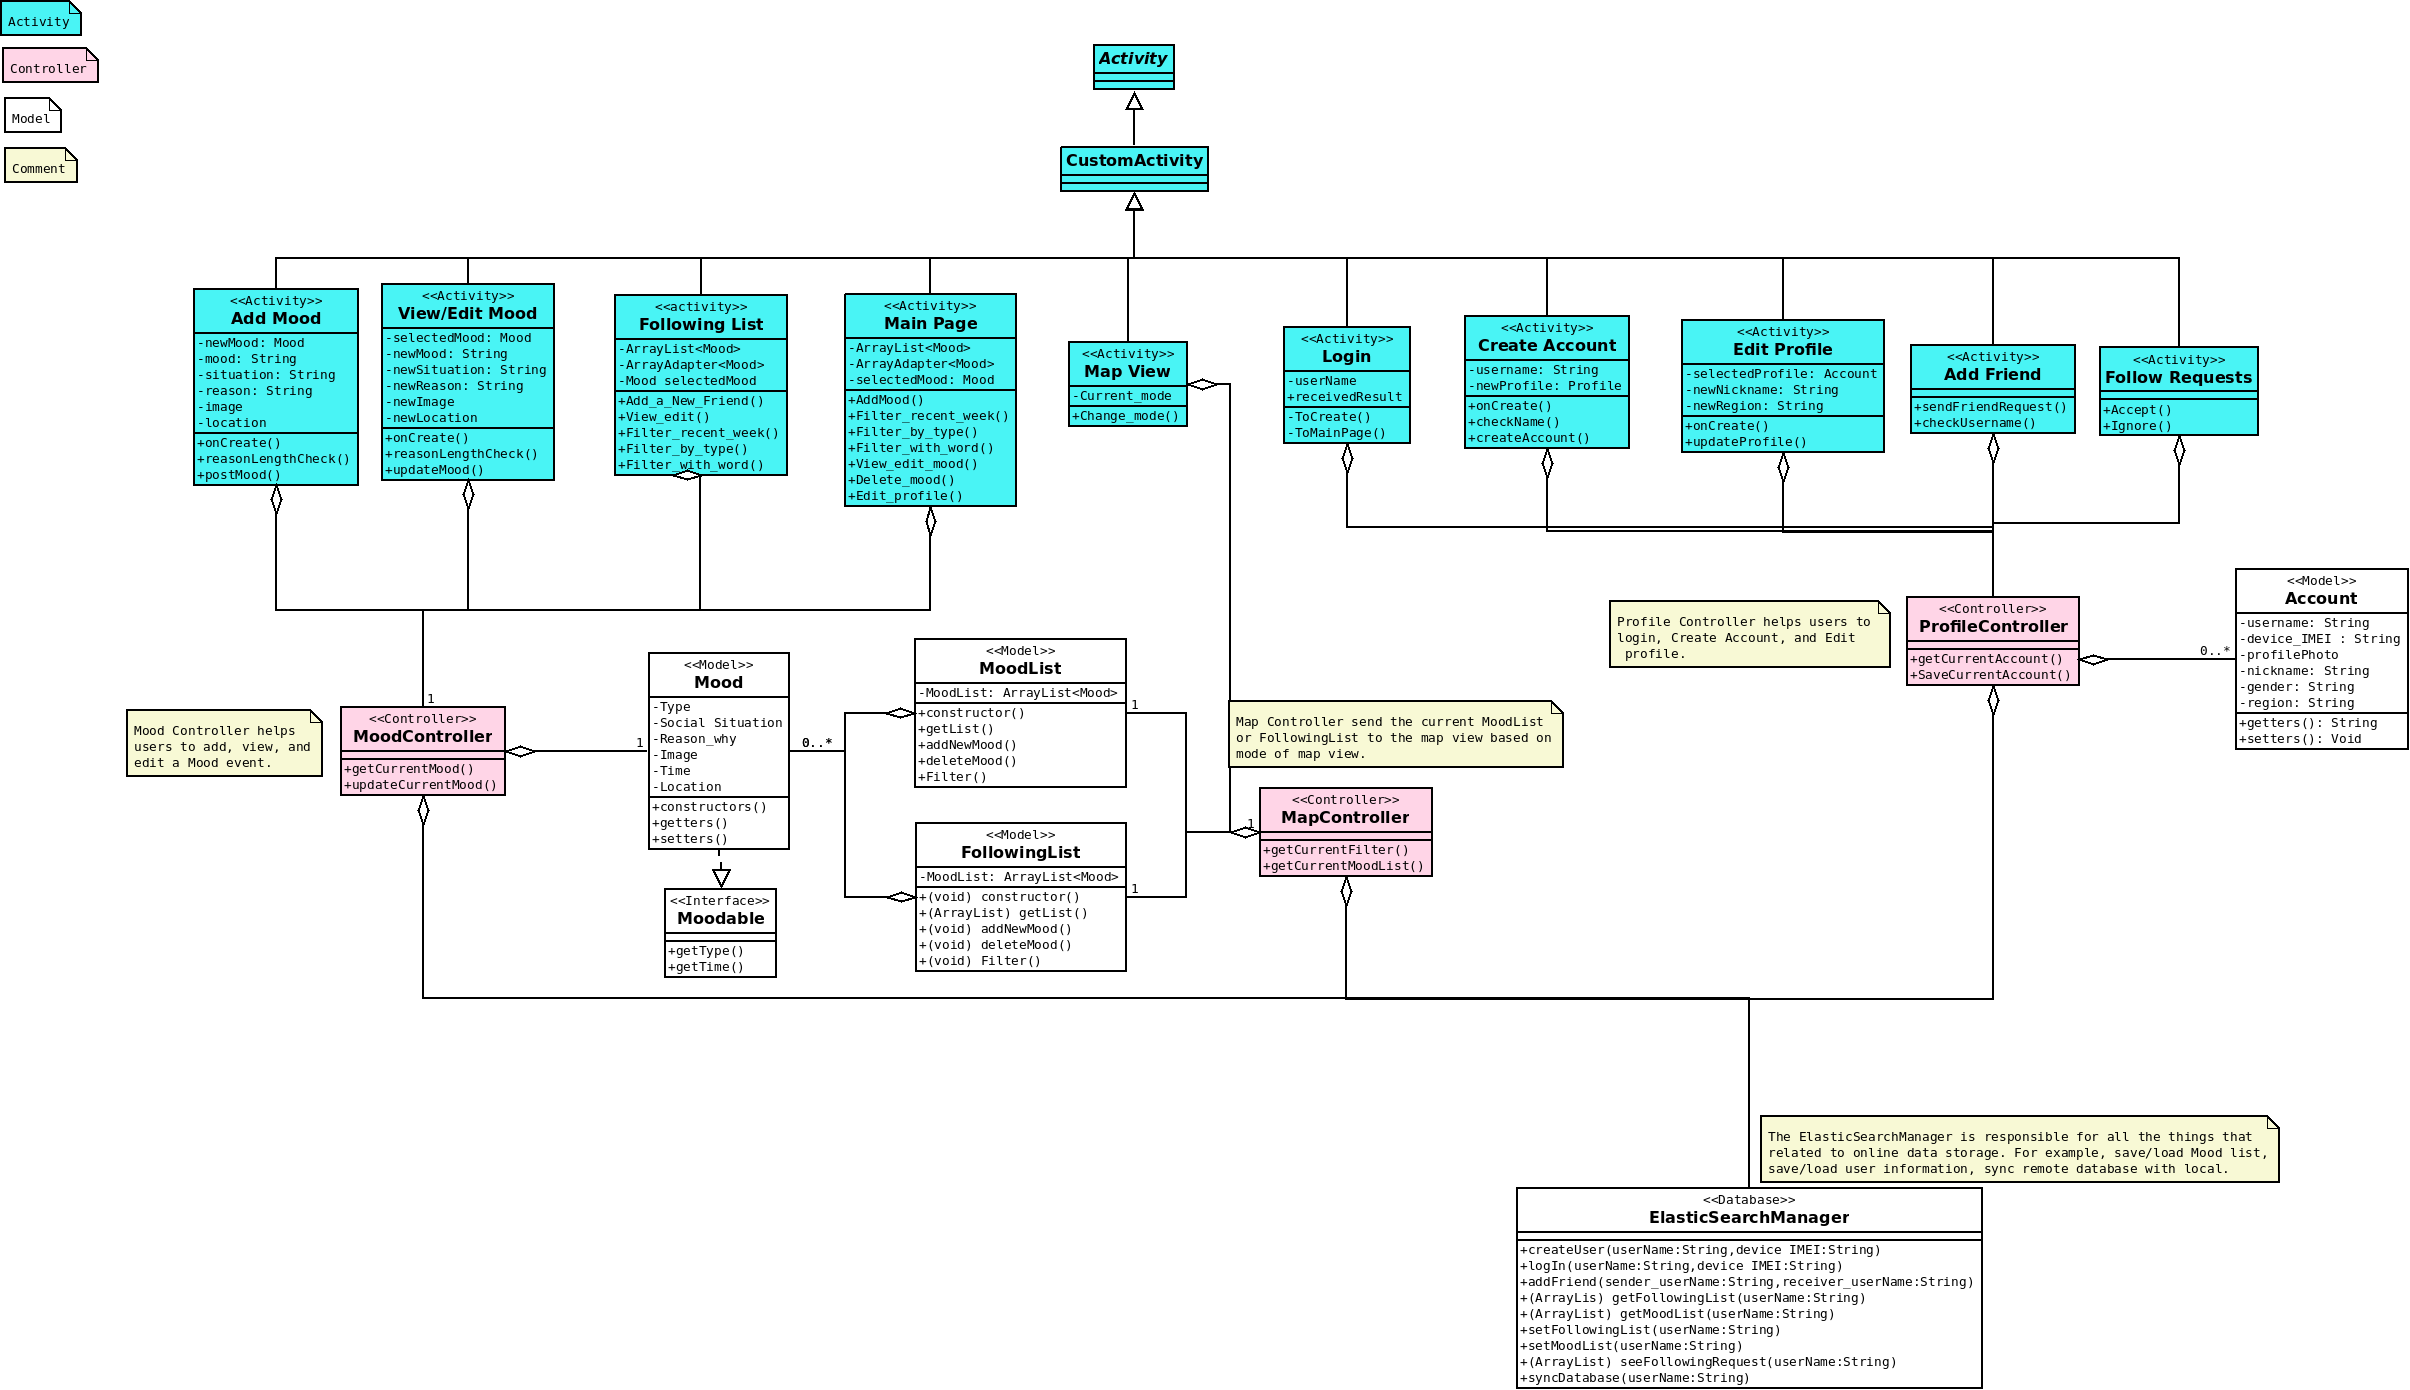 Activity
Controller
Model
Comment
Activity
CustomActivity
<<Activity>>
Add Mood
-newMood: Mood
-mood: String
-situation: String
-reason: String
-image
-location
+onCreate()
+reasonLengthCheck()
+postMood()
<<Activity>>
View/Edit Mood
-selectedMood: Mood
-newMood: String
-newSituation: String
-newReason: String
-newImage
-newLocation
+onCreate()
+reasonLengthCheck()
+updateMood()
<<activity>>
Following List
-ArrayList<Mood>
-ArrayAdapter<Mood>
-Mood selectedMood
+Add_a_New_Friend()
+View_edit()
+Filter_recent_week()
+Filter_by_type()
+Filter_with_word()
<<Activity>>
Main Page
-ArrayList<Mood>
-ArrayAdapter<Mood>
-selectedMood: Mood
+AddMood()
+Filter_recent_week()
+Filter_by_type()
+Filter_with_word()
+View_edit_mood()
+Delete_mood()
+Edit_profile()
<<Activity>>
Map View
-Current_mode
+Change_mode()
<<Activity>>
Login
-userName
+receivedResult
-ToCreate()
-ToMainPage()
<<Activity>>
Create Account
-username: String
-newProfile: Profile
+onCreate()
+checkName()
+createAccount()
<<Activity>>
Edit Profile
-selectedProfile: Account
-newNickname: String
-newRegion: String
+onCreate()
+updateProfile()
<<Activity>>
Add Friend
+sendFriendRequest()
+checkUsername()
<<Activity>>
Follow Requests
+Accept()
+Ignore()
Mood Controller helps
users to add, view, and
edit a Mood event.
1
<<Controller>>
MoodController
+getCurrentMood()
+updateCurrentMood()
1
<<Model>>
Mood
-Type
-Social Situation
-Reason_why
-Image
-Time
-Location
+constructors()
+getters()
+setters()
0..*
<<Interface>>
Moodable
+getType()
+getTime()
<<Model>>
MoodList
-MoodList: ArrayList<Mood>
+constructor()
+getList()
+addNewMood()
+deleteMood()
+Filter()
1
<<Model>>
FollowingList
-MoodList: ArrayList<Mood>
+(void) constructor()
+(ArrayList) getList()
+(void) addNewMood()
+(void) deleteMood()
+(void) Filter()
1
Map Controller send the current MoodList
or FollowingList to the map view based on
mode of map view.
1
<<Controller>>
MapController
+getCurrentFilter()
+getCurrentMoodList()
Profile Controller helps users to
login, Create Account, and Edit
profile.
<<Controller>>
ProfileController
+getCurrentAccount()
+SaveCurrentAccount()
0..*
<<Model>>
Account
-username: String
-device_IMEI : String
-profilePhoto
-nickname: String
-gender: String
-region: String
+getters(): String
+setters(): Void
The ElasticSearchManager is responsible for all the things that
related to online data storage. For example, save/load Mood list,
save/load user information, sync remote database with local.
<<Database>>
ElasticSearchManager
+createUser(userName:String,device IMEI:String)
+logIn(userName:String,device IMEI:String)
+addFriend(sender_userName:String,receiver_userName:String)
+(ArrayLis) getFollowingList(userName:String)
+(ArrayList) getMoodList(userName:String)
+setFollowingList(userName:String)
+setMoodList(userName:String)
+(ArrayList) seeFollowingRequest(userName:String)
+syncDatabase(userName:String)